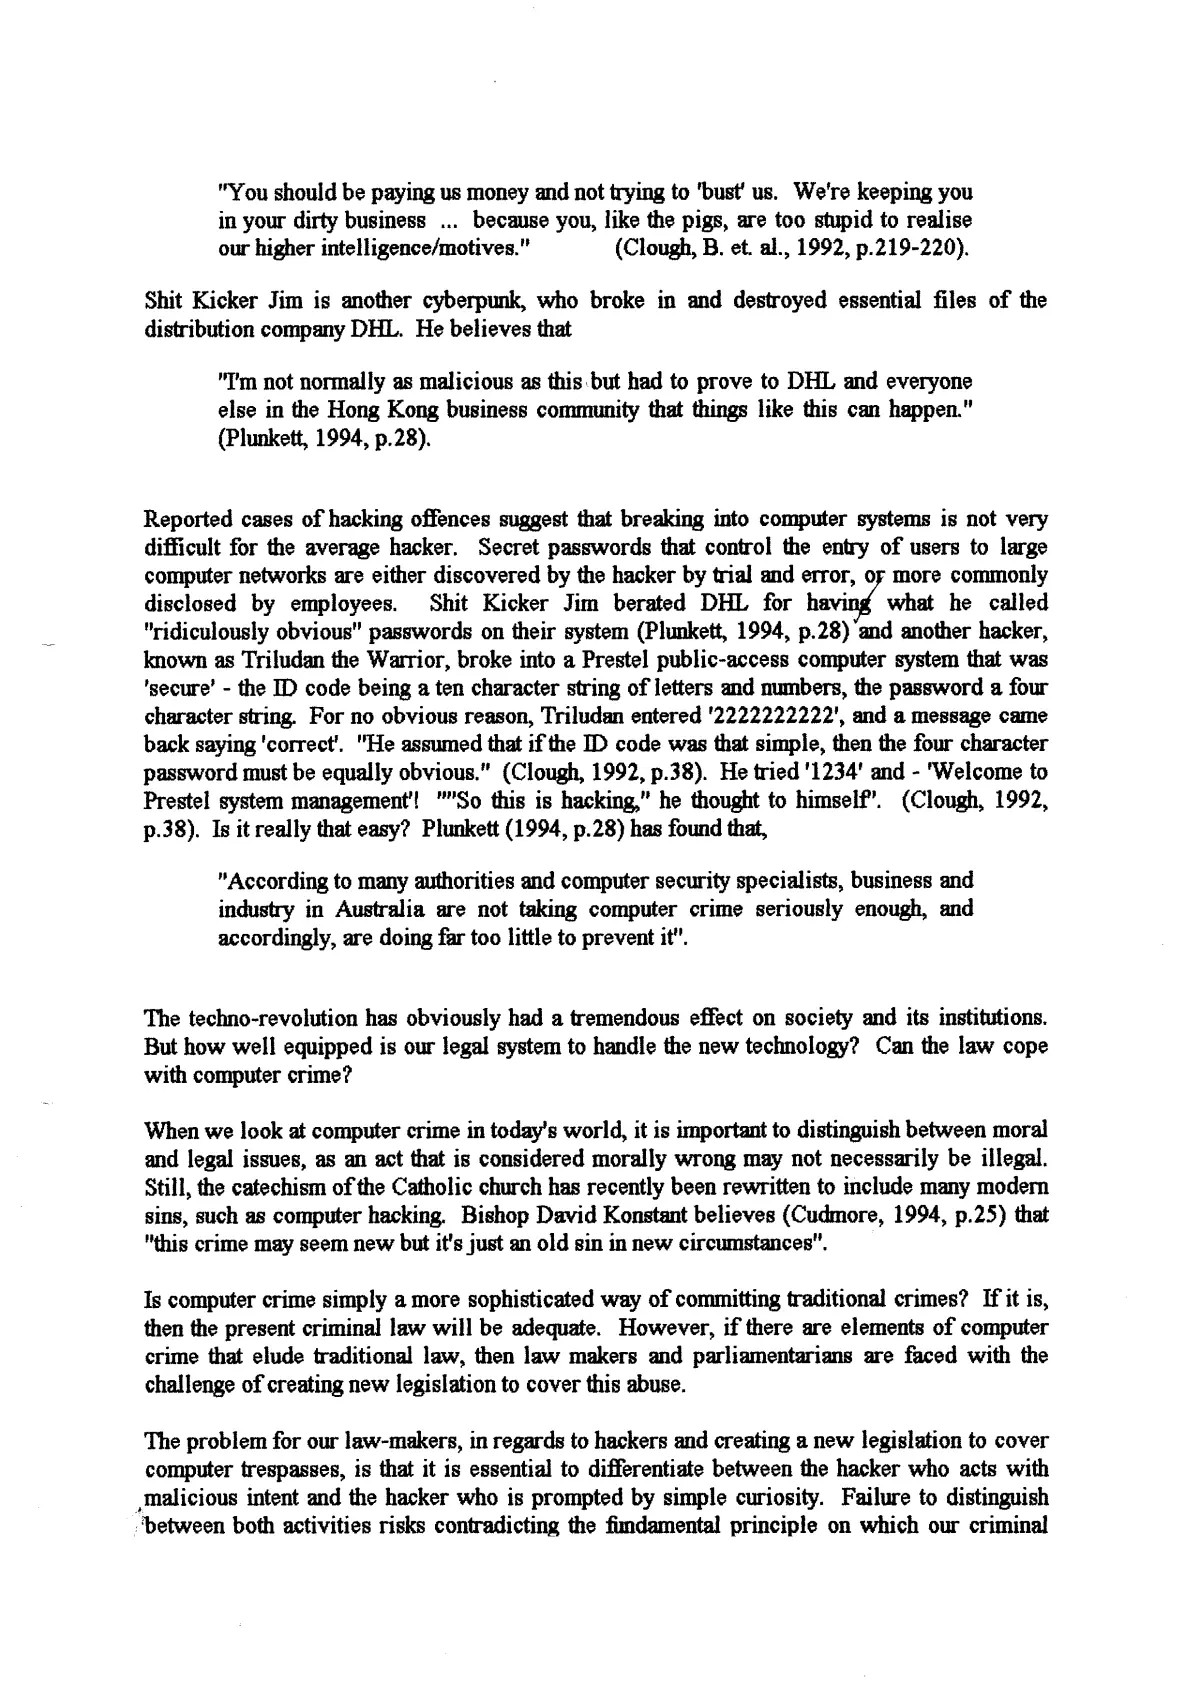 "You should be paying us money and not trying to 'bust' us. We're keeping you
in your dirty business ... because you, like the pigs, are too stupid to realise
our higher intelligence/motives." (Clough, B. et. al., 1992, p.219-220).
Shit Kicker Jim is another cyberpunk, who broke in and destroyed essential files of the
distribution company DHL. He believes that
"I'm not normally as malicious as this but had to prove to DHL and everyone
else in the Hong Kong business community that things like this can happen."
(Plunkett, 1994, p.28).
Reported cases of hacking offences suggest that breaking into computer systems is not very
difficult for the average hacker. Secret passwords that control the entry of users to large
computer networks are either discovered by the hacker by trial and error, or more commonly
disclosed by employees. Shit Kicker Jim berated DHL for having what he called
"ridiculously obvious" passwords on their system (Plunkett, 1994, p.28) and another hacker,
known as Triludan the Warrior, broke into a Prestel public-access computer system that was
'secure' - the ID code being a ten character string of letters and numbers, the password a four
character string. For no obvious reason, Triludan entered '2222222222', and a message came
back saying 'correct'. "He assumed that if the ID code was that simple, then the four character
password must be equally obvious." (Clough, 1992, p.38). He tried '1234' and - 'Welcome to
Prestel system management'! ""So this is hacking," he thought to himself". (Clough, 1992,
p.38). Is it really that easy? Plunkett (1994, p.28) has found that,
"According to many authorities and computer security specialists, business and
industry in Australia are not taking computer crime seriously enough, and
accordingly, are doing far too little to prevent it".
The techno-revolution has obviously had a tremendous effect on society and its institutions.
But how well equipped is our legal system to handle the new technology? Can the law cope
with computer crime?
When we look at computer crime in today's world, it is important to distinguish between moral
and legal issues, as an act that is considered morally wrong may not necessarily be illegal.
Still, the catechism of the Catholic church has recently been rewritten to include many modern
sins, such as computer hacking. Bishop David Konstant believes (Cudmore, 1994, p.25) that
"this crime may seem new but it's just an old sin in new circumstances".
Is computer crime simply a more sophisticated way of committing traditional crimes? If it is,
then the present criminal law will be adequate. However, if there are elements of computer
crime that elude traditional law, then law makers and parliamentarians are faced with the
challenge of creating new legislation to cover this abuse.
The problem for our law-makers, in regards to hackers and creating a new legislation to cover
computer trespasses, is that it is essential to differentiate between the hacker who acts with
malicious intent and the hacker who is prompted by simple curiosity. Failure to distinguish
between both activities risks contradicting the fundamental principle on which our criminal